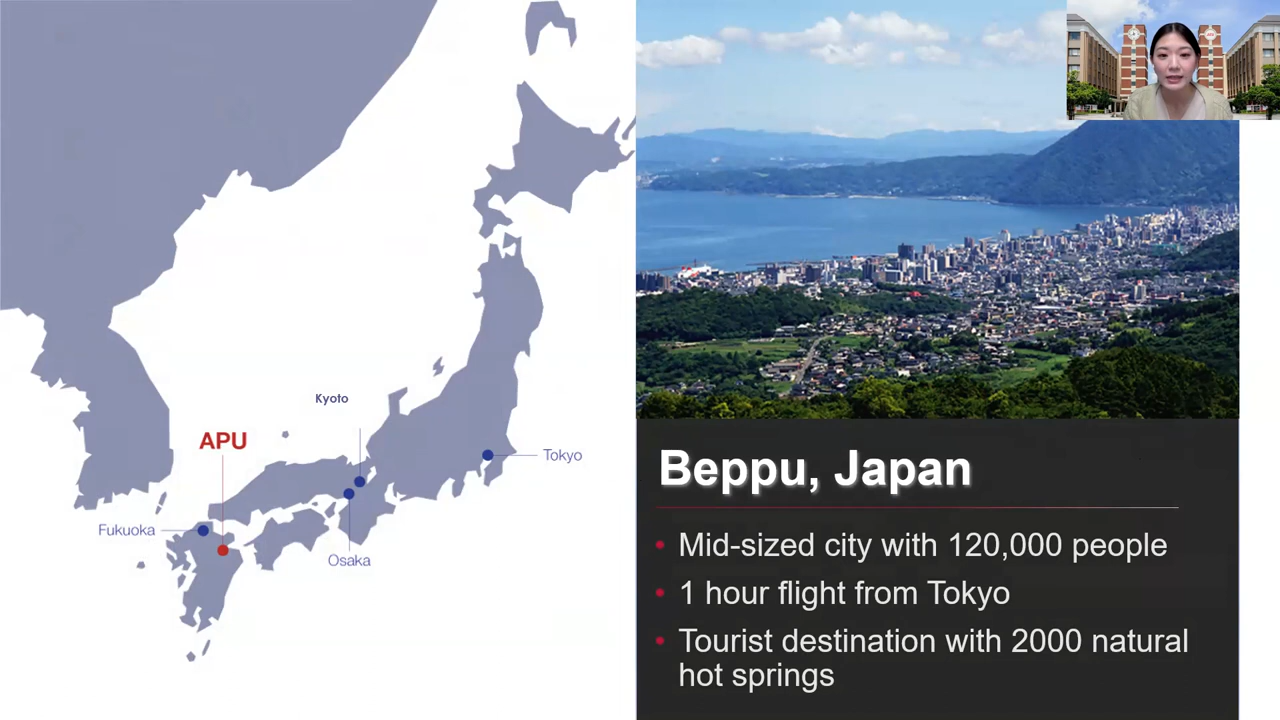 Kyoto
APU
Tokyo
Fukuoka
Osaka
Beppu, Japan
• Mid-sized city with 120,000 people
• 1 hour flight from Tokyo
• Tourist destination with 2000 natural
hot springs